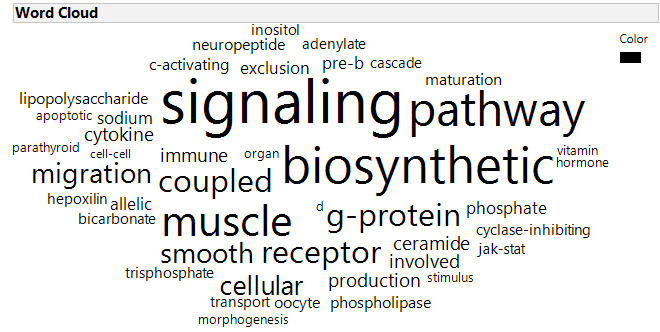 Word Cloud
Color
inositol
neuropeptide adenylate
c-activating exclusion pre-b cascade
maturation
lipopolysaccharide signaling pathway
apoptotic sodium
cytokine
parathyroid cell-cell immune organ biosynthetic vitamin
hormone
migration coupled
hepoxilin allelic
bicarbonate muscle d g-protein phosphate
cyclase-inhibiting
smooth receptor ceramide jak-stat
involved
trisphosphate cellular production stimulus
transport oocyte phospholipase
morphogenesis